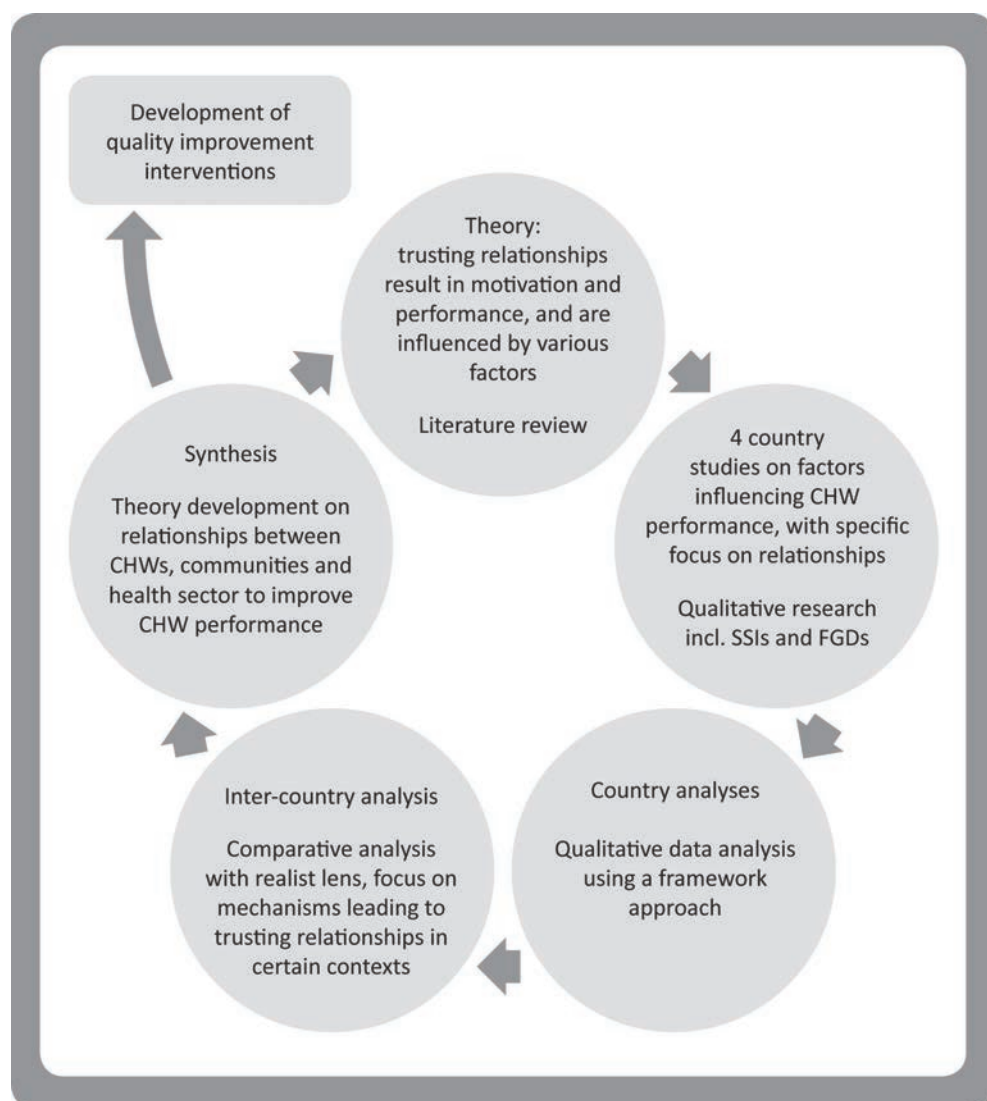 Development of
quality improvement
interventions
Theory:
trusting relationships
result in motivation and
performance, and are
influenced by various
factors
Literature review
4 country
studies on factors
influencing CHW
performance, with specific
focus on relationships
Qualitative research
incl. SSIs and FGDs
Country analyses
Qualitative data analysis
using a framework
approach
Inter-country analysis
Comparative analysis
with realist lens, focus on
mechanisms leading to
trusting relationships in
certain contexts
Synthesis
Theory development on
relationships between
CHWs, communities and
health sector to improve
CHW performance